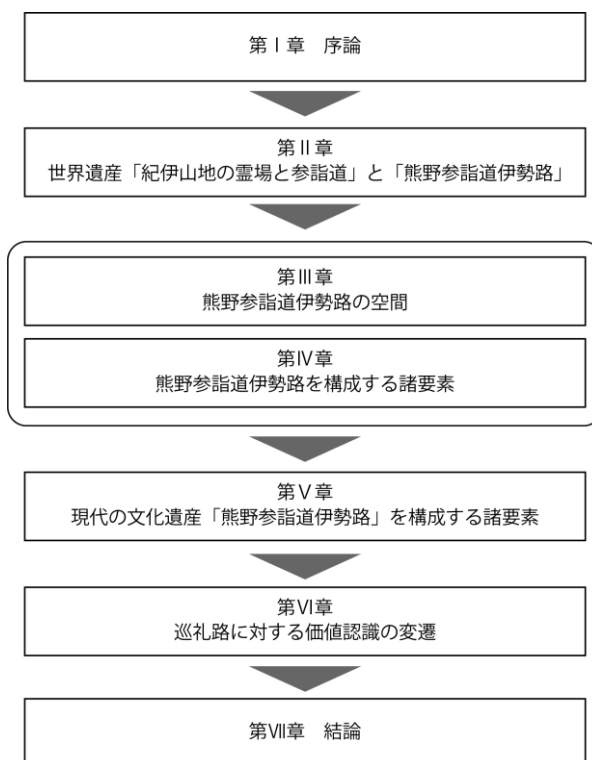 第Ⅰ章 序論
第Ⅱ章
世界遺産「紀伊山地の霊場と参詣道」と「熊野参詣道伊勢路」
第Ⅲ章
熊野参詣道伊勢路の空間
第Ⅳ章
熊野参詣道伊勢路を構成する諸要素
第Ⅴ章
現代の文化遺産「熊野参詣道伊勢路」を構成する諸要素
第Ⅵ章
巡礼路に対する価値認識の変遷
第Ⅶ章 結論